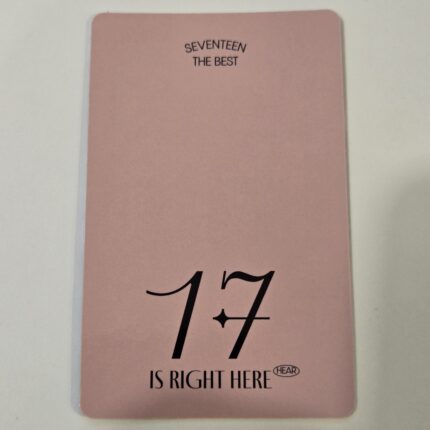 SEVENTEEN
THE BEST
17
IS RIGHT HERE HEAR